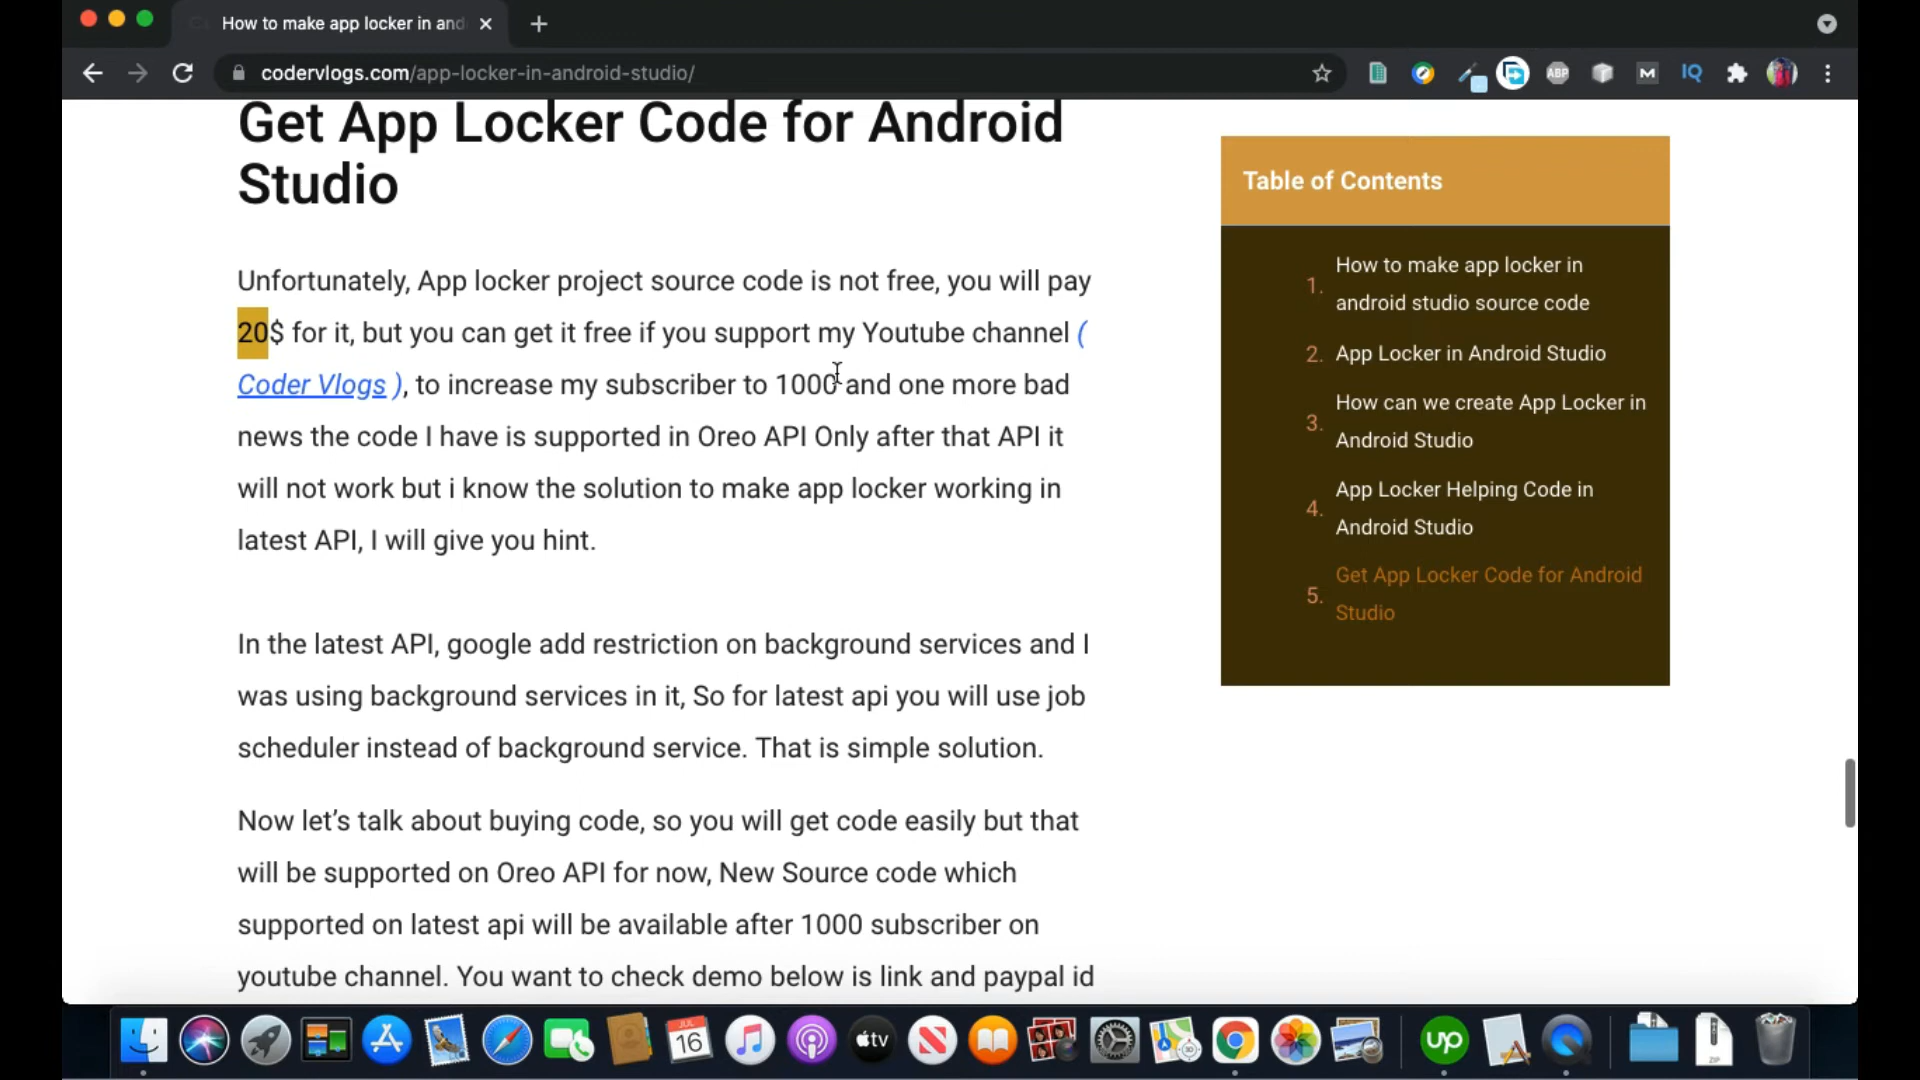 How to make app locker in and
codervlogs.com/app-locker-in-android-studio/
ABP
M
IQ
Get App Locker Code for Android
Studio
Unfortunately, App locker project source code is not free, you will pay
20$ for it, but you can get it free if you support my Youtube channel (
Coder Vlogs ), to increase my subscriber to 1000 and one more bad
news the code I have is supported in Oreo API Only after that API it
will not work but i know the solution to make app locker working in
latest API, I will give you hint.
In the latest API, google add restriction on background services and I
was using background services in it, So for latest api you will use job
scheduler instead of background service. That is simple solution.
Now let’s talk about buying code, so you will get code easily but that
will be supported on Oreo API for now, New Source code which
supported on latest api will be available after 1000 subscriber on
youtube channel. You want to check demo below is link and paypal id
Table of Contents
1. How to make app locker in
android studio source code
2. App Locker in Android Studio
3. How can we create App Locker in
Android Studio
4. App Locker Helping Code in
Android Studio
5. Get App Locker Code for Android
Studio
JUL
16
tv
up
ZIP